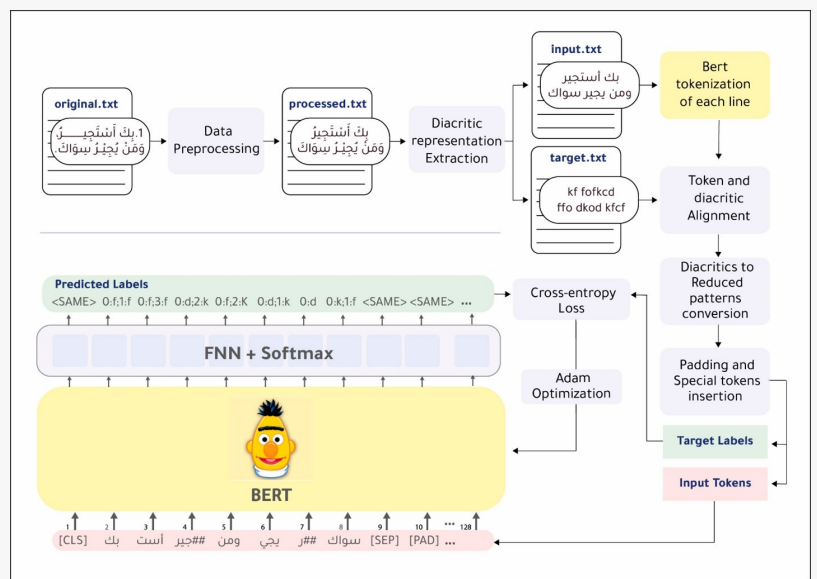 original.txt
1.بِكَ أَسْتَجِيــــــرُ.
وَمَنْ يُجِيْـرُ سِوَاكَ.
Data
Preprocessing
processed.txt
بِكَ أَسْتَجِيرُ
وَمَنْ يُجِيْـرُ سِوَاكَ
Diacritic
representation
Extraction
input.txt
بك أستجير
ومن يجير سواك
target.txt
kf fofkcd
ffo dkod kfcf
Bert
tokenization
of each line
Token and
diacritic
Alignment
Diacritics to
Reduced
patterns
conversion
Padding and
Special tokens
insertion
Target Labels
Input Tokens
Predicted Labels
<SAME> 0:f,1:f 0:f;3:f 0:d;2:k 0:f;2:K 0:d;1:k 0:d 0:k;1:f <SAME> <SAME> ...
Cross-entropy
Loss
FNN + Softmax
Adam
Optimization
BERT
1 2 3 4 5 6 7 8 9 10 ... 128
[CLS] بك أست ##جير ومن يجي ##ر سواك [SEP] [PAD] ...